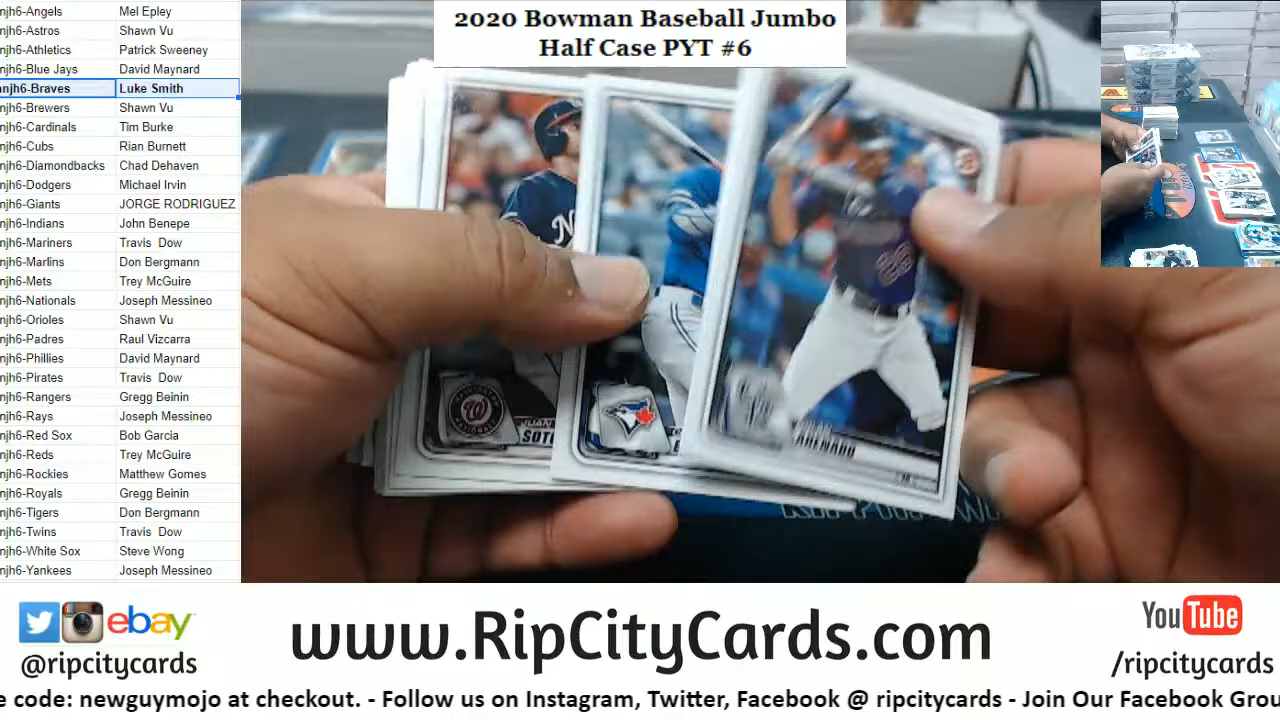 2020 Bowman Baseball Jumbo
Half Case PYT #6
njh6-Angels Mel Epley
njh6-Astros Shawn Vu
njh6-Athletics Patrick Sweeney
njh6-Blue Jays David Maynard
njh6-Braves Luke Smith
njh6-Brewers Shawn Vu
njh6-Cardinals Tim Burke
njh6-Cubs Rian Burnett
njh6-Diamondbacks Chad Dehaven
njh6-Dodgers Michael Irvin
njh6-Giants JORGE RODRIGUEZ
njh6-Indians John Benepe
njh6-Mariners Travis Dow
njh6-Marlins Don Bergmann
njh6-Mets Trey McGuire
njh6-Nationals Joseph Messineo
njh6-Orioles Shawn Vu
njh6-Padres Raul Vizcarra
njh6-Phillies David Maynard
njh6-Pirates Travis Dow
njh6-Rangers Gregg Beinin
njh6-Rays Joseph Messineo
njh6-Red Sox Bob Garcia
njh6-Reds Trey McGuire
njh6-Rockies Matthew Gomes
njh6-Royals Gregg Beinin
njh6-Tigers Don Bergmann
njh6-Twins Travis Dow
njh6-White Sox Steve Wong
njh6-Yankees Joseph Messineo
JUAN
SOTO
ARENADO
ebay
@ripcitycards
www.RipCityCards.com
YouTube
/ripcitycards
e code: newguymojo at checkout. - Follow us on Instagram, Twitter, Facebook @ ripcitycards - Join Our Facebook Grou